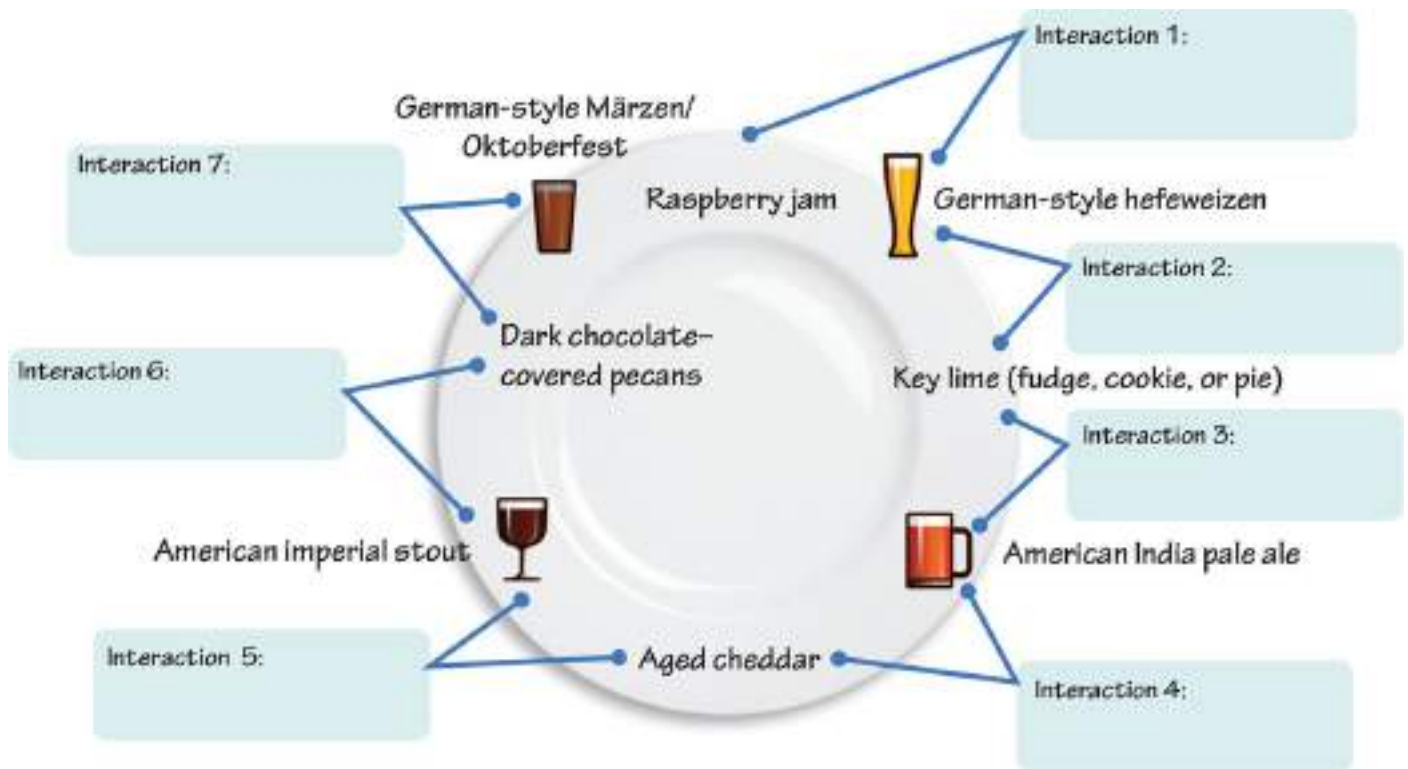 Interaction 1:
German-style Märzen/
Oktoberfest
Interaction 7:
Raspberry jam
German-style hefeweizen
Interaction 2:
Dark chocolate–
covered pecans
Interaction 6:
Key lime (fudge, cookie, or pie)
Interaction 3:
American imperial stout
American India pale ale
Interaction 5:
Aged cheddar
Interaction 4: